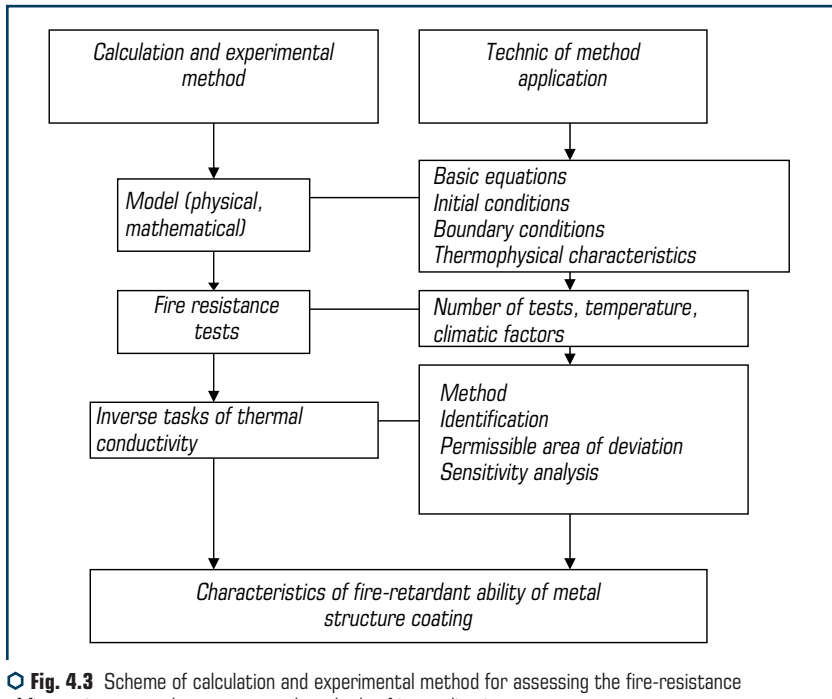 Calculation and experimental
method
Technic of method
application
Model (physical,
mathematical)
Basic equations
Initial conditions
Boundary conditions
Thermophysical characteristics
Fire resistance
tests
Number of tests, temperature,
climatic factors
Inverse tasks of thermal
conductivity
Method
Identification
Permissible area of deviation
Sensitivity analysis
Characteristics of fire-retardant ability of metal
structure coating
Fig. 4.3 Scheme of calculation and experimental method for assessing the fire-resistance